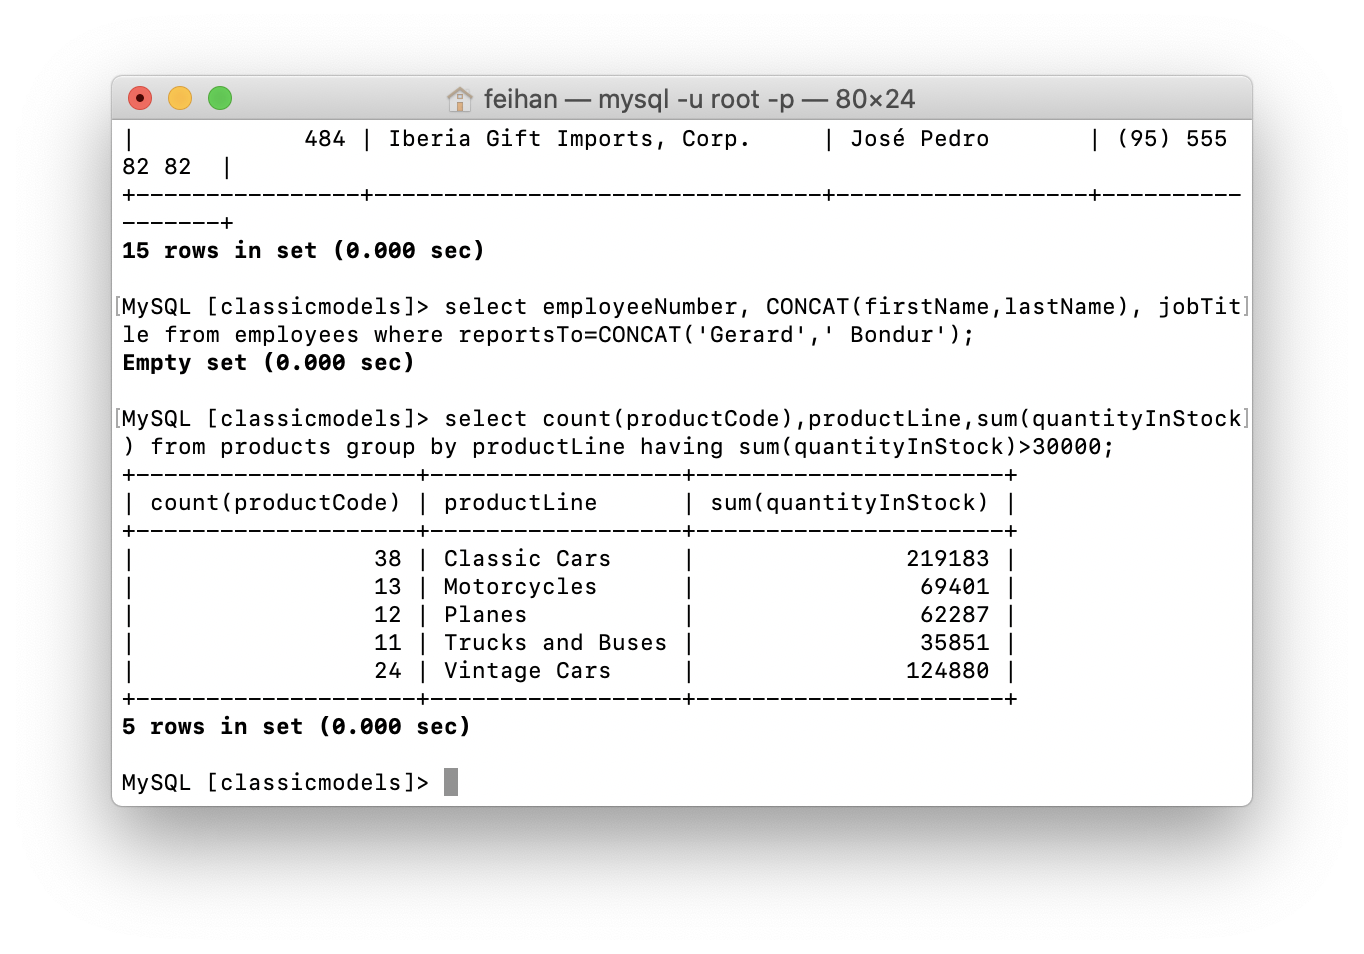 feihan — mysql -u root -p — 80×24
|            484 | Iberia Gift Imports, Corp.     | José Pedro       | (95) 555
82 82  |
+----------------+--------------------------------+------------------+----------
-------+
15 rows in set (0.000 sec)
[MySQL [classicmodels]> select employeeNumber, CONCAT(firstName,lastName), jobTit]
le from employees where reportsTo=CONCAT('Gerard',' Bondur');
Empty set (0.000 sec)
[MySQL [classicmodels]> select count(productCode),productLine,sum(quantityInStock]
) from products group by productLine having sum(quantityInStock)>30000;
+--------------------+------------------+----------------------+
| count(productCode) | productLine      | sum(quantityInStock) |
+--------------------+------------------+----------------------+
|                 38 | Classic Cars     |               219183 |
|                 13 | Motorcycles      |                69401 |
|                 12 | Planes           |                62287 |
|                 11 | Trucks and Buses |                35851 |
|                 24 | Vintage Cars     |               124880 |
+--------------------+------------------+----------------------+
5 rows in set (0.000 sec)
MySQL [classicmodels]>